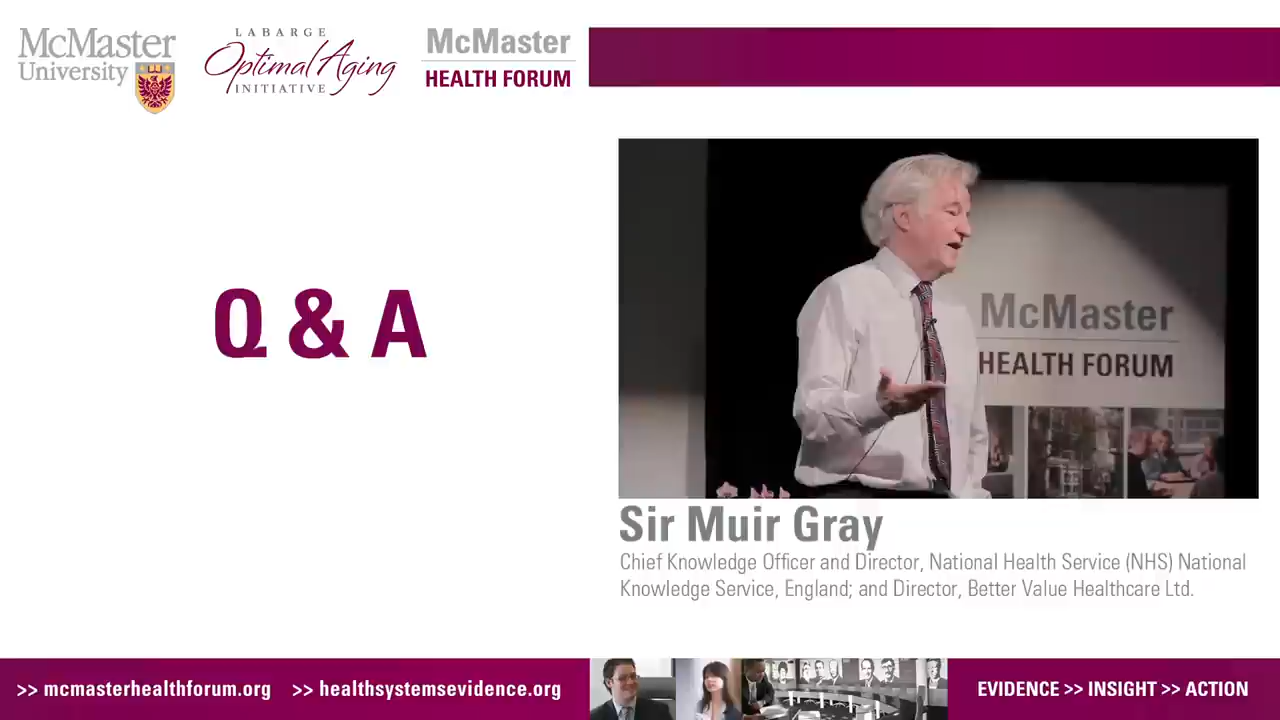 McMaster
University
LABARGE
Optimal Aging
INITIATIVE
McMaster
HEALTH FORUM
Q & A
McMaster
HEALTH FORUM
Sir Muir Gray
Chief Knowledge Officer and Director, National Health Service (NHS) National
Knowledge Service, England; and Director, Better Value Healthcare Ltd.
>> mcmasterhealthforum.org >> healthsystemsevidence.org
EVIDENCE >> INSIGHT >> ACTION